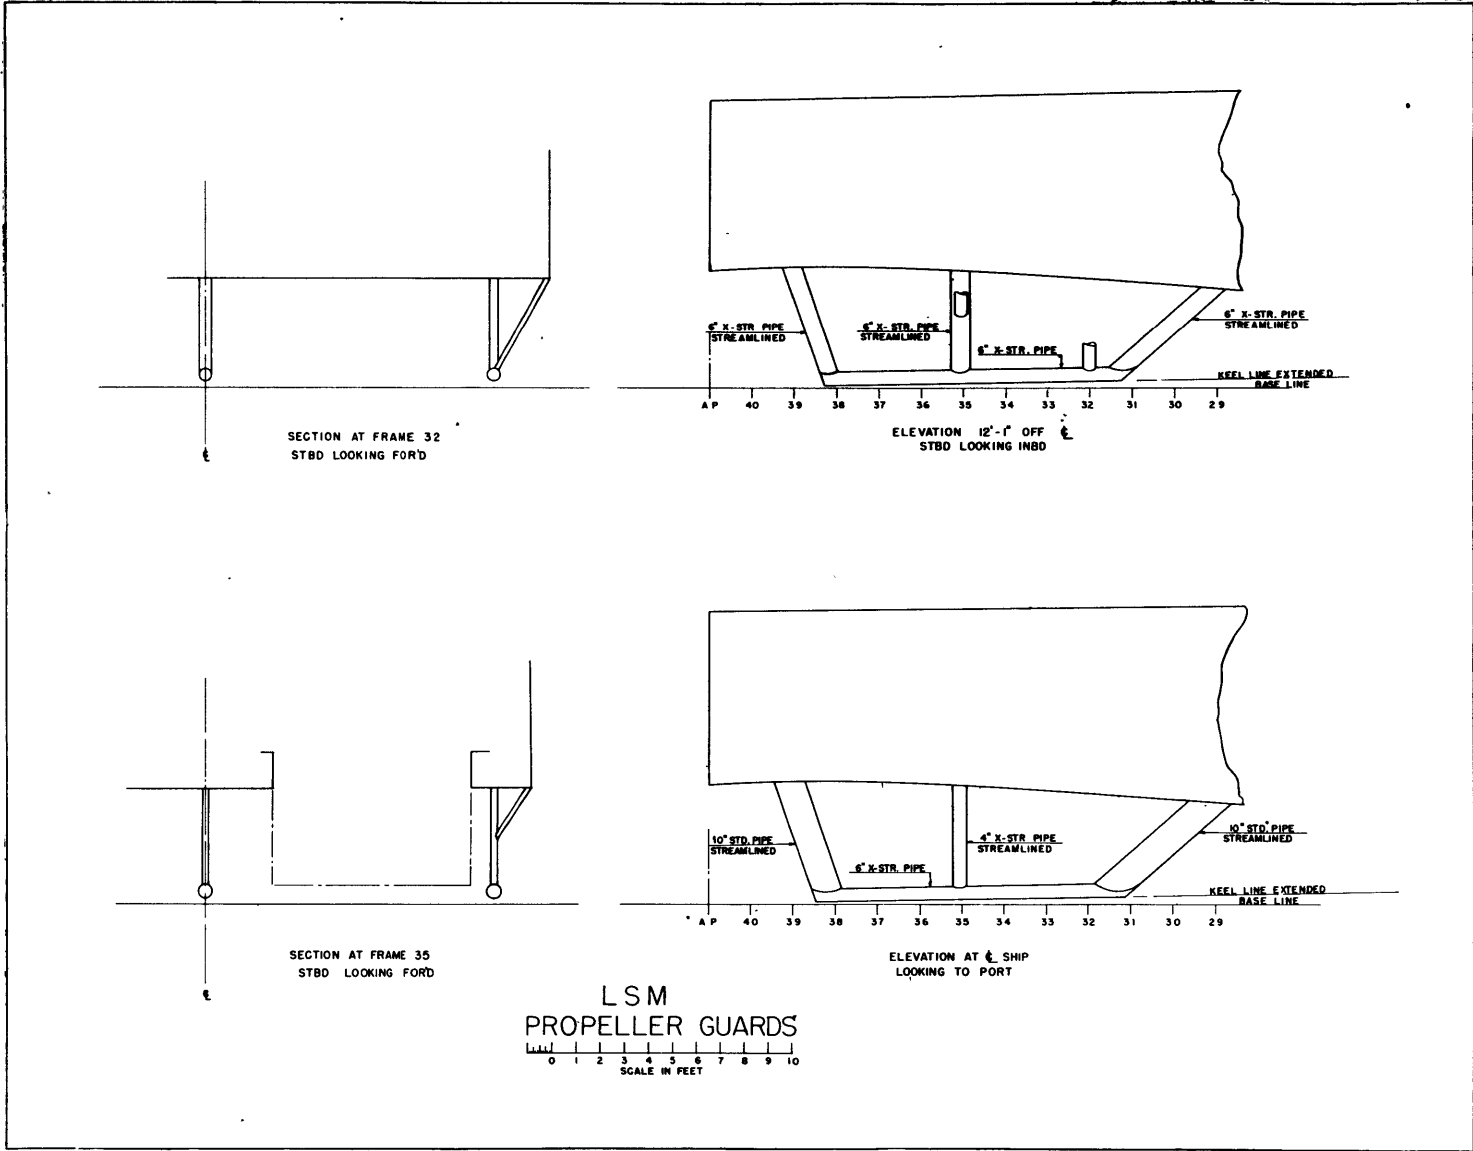 6" X-STR PIPE
STREAMLINED
6" X-STR. PIPE
STREAMLINED
6" X-STR. PIPE
6" X-STR. PIPE
STREAMLINED
KEEL LINE EXTENDED
BASE LINE
A P 40 39 38 37 36 35 34 33 32 31 30 29
SECTION AT FRAME 32
STBD LOOKING FOR'D
℄
ELEVATION 12'-1" OFF ℄
STBD LOOKING INBD
10" STD. PIPE
STREAMLINED
6" X-STR. PIPE
4" X-STR PIPE
STREAMLINED
10" STD. PIPE
STREAMLINED
KEEL LINE EXTENDED
BASE LINE
A P 40 39 38 37 36 35 34 33 32 31 30 29
SECTION AT FRAME 35
STBD LOOKING FOR'D
℄
ELEVATION AT ℄ SHIP
LOOKING TO PORT
LSM
PROPELLER GUARDS
0 1 2 3 4 5 6 7 8 9 10
SCALE IN FEET